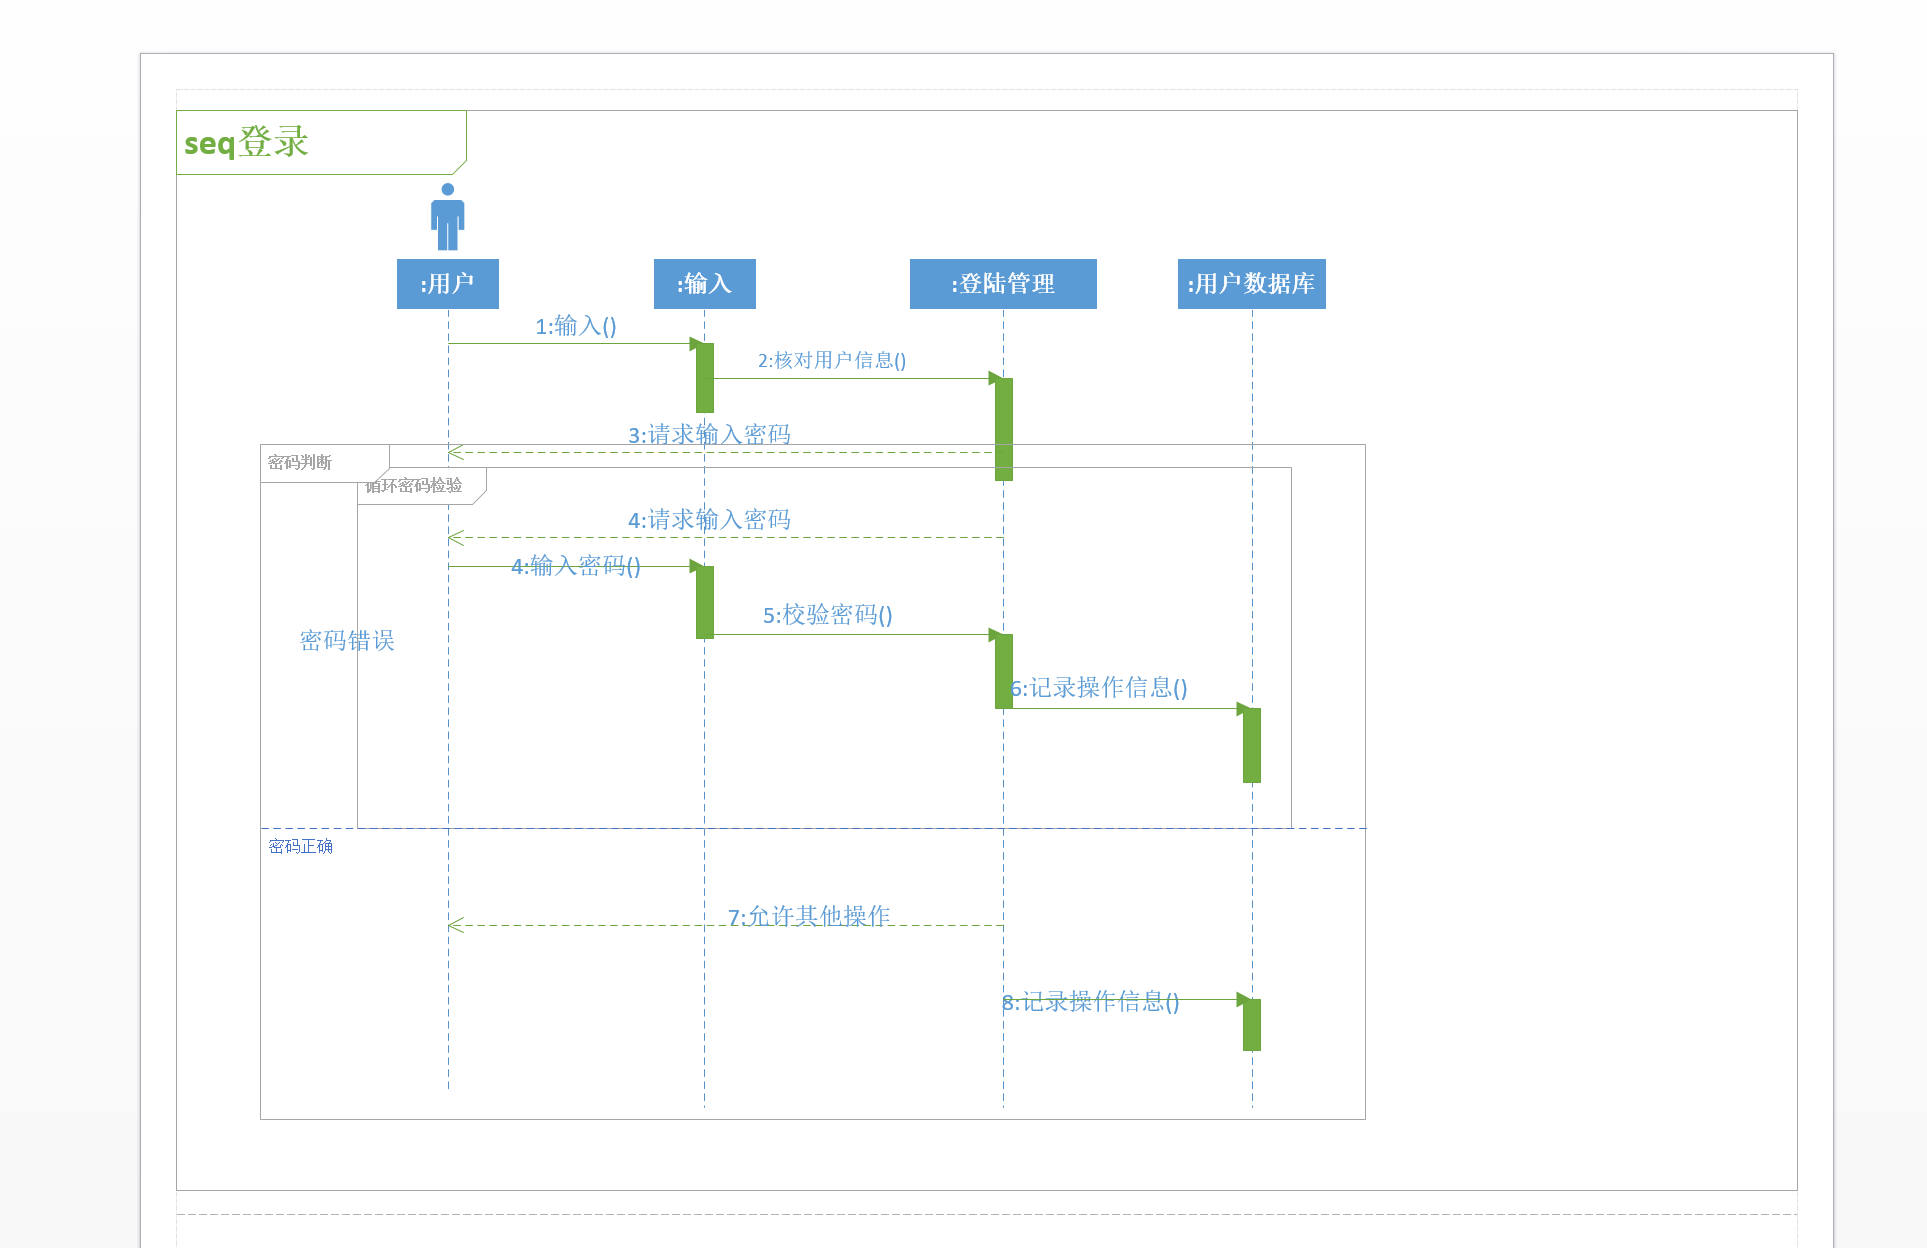 seq登录
:用户
:输入
:登陆管理
:用户数据库
1:输入()
2:核对用户信息()
3:请求输入密码
密码判断
循环密码检验
4:请求输入密码
4:输入密码()
5:校验密码()
密码错误
6:记录操作信息()
密码正确
7:允许其他操作
8:记录操作信息()